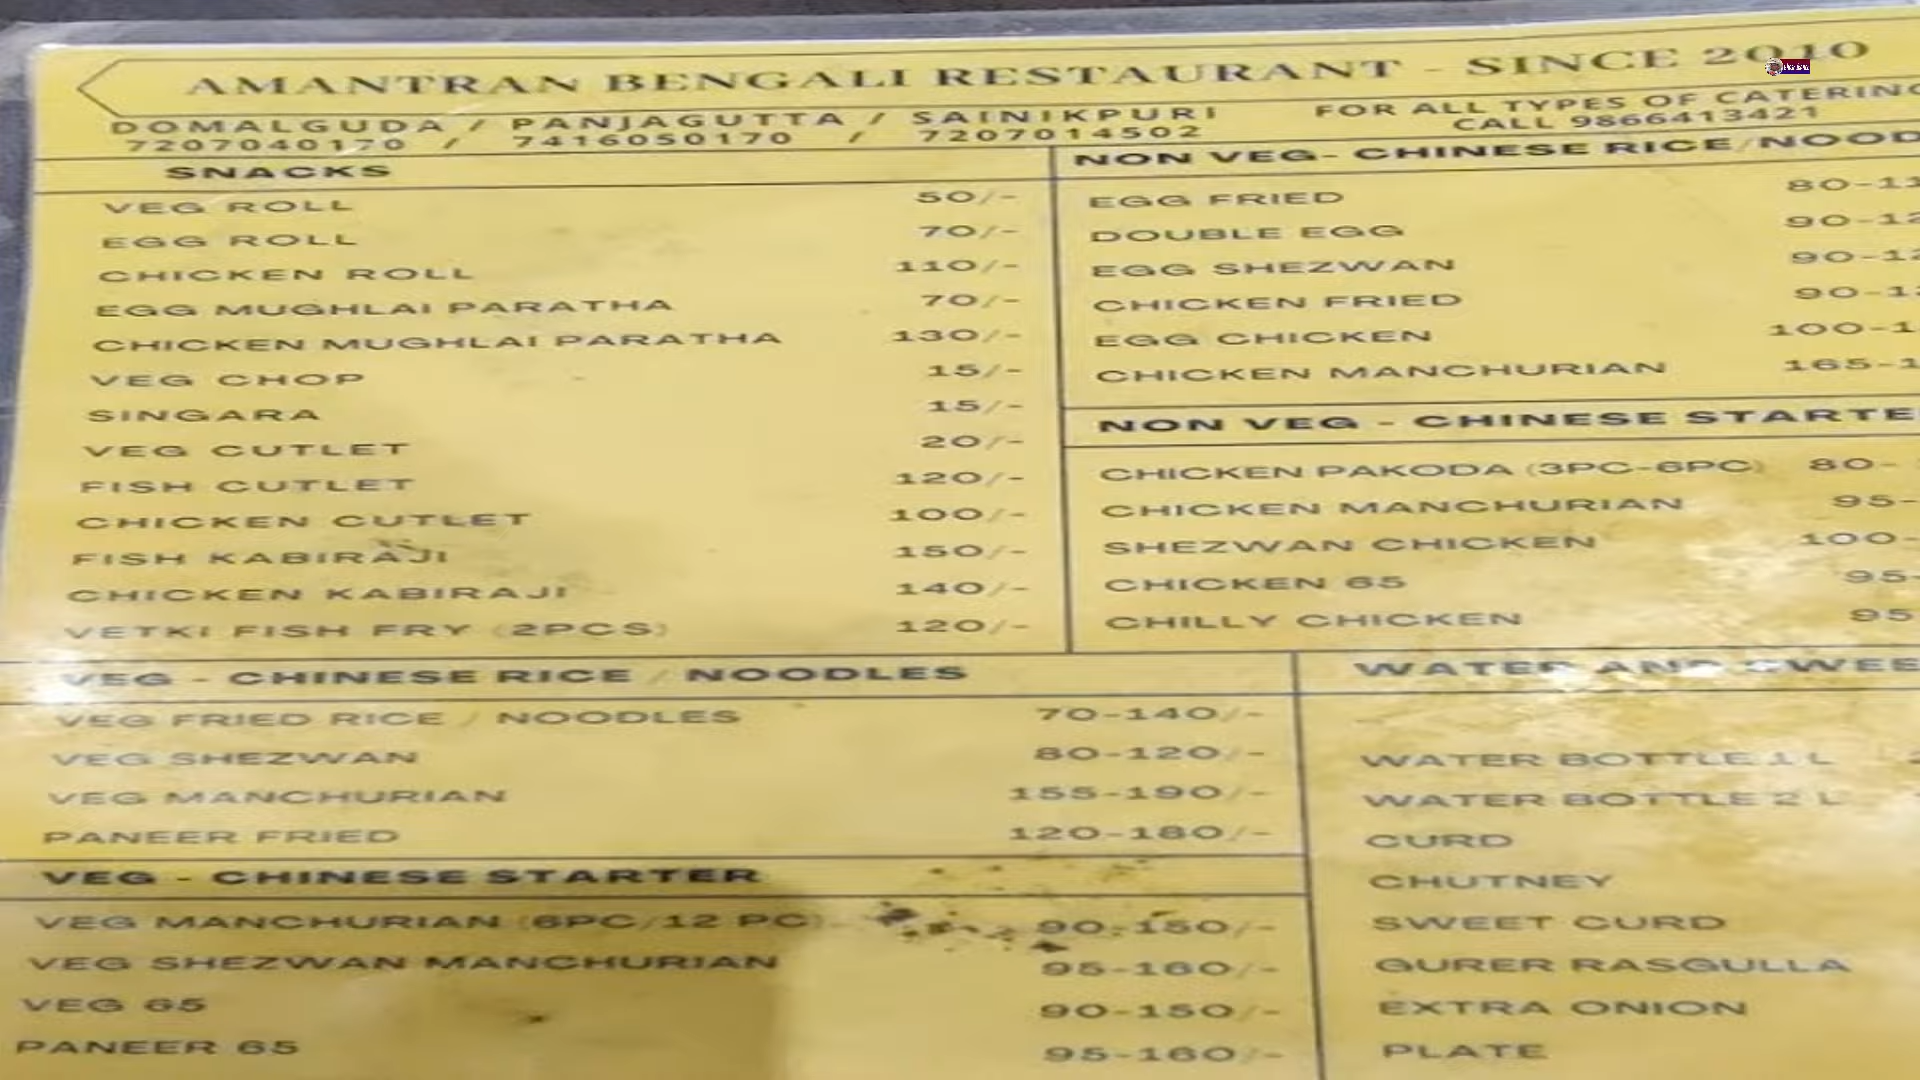 AMANTRAN BENGALI RESTAURANT - SINCE 2010
DOMALGUDA / PANJAGUTTA / SAINIKPURI
7207040170 / 7416050170 / 7207014502
FOR ALL TYPES OF CATERING
CALL 9866413421
SNACKS
VEG ROLL 50/-
EGG ROLL 70/-
CHICKEN ROLL 110/-
EGG MUGHLAI PARATHA 70/-
CHICKEN MUGHLAI PARATHA 130/-
VEG CHOP 15/-
SINGARA 15/-
VEG CUTLET 20/-
FISH CUTLET 120/-
CHICKEN CUTLET 100/-
FISH KABIRAJI 150/-
CHICKEN KABIRAJI 140/-
VETKI FISH FRY (2PCS) 120/-
NON VEG- CHINESE RICE/NOOD
EGG FRIED 80-
DOUBLE EGG 90-
EGG SHEZWAN 90-
CHICKEN FRIED 90-
EGG CHICKEN 100-
CHICKEN MANCHURIAN 165-
NON VEG - CHINESE STARTE
CHICKEN PAKODA (3PC-6PC) 80-
CHICKEN MANCHURIAN 95-
SHEZWAN CHICKEN 100-
CHICKEN 65 95-
CHILLY CHICKEN 95
VEG - CHINESE RICE / NOODLES
VEG FRIED RICE / NOODLES 70-140/-
VEG SHEZWAN 80-120/-
VEG MANCHURIAN 155-190/-
PANEER FRIED 120-180/-
VEG - CHINESE STARTER
VEG MANCHURIAN (6PC/12 PC) 90-150/-
VEG SHEZWAN MANCHURIAN 95-160/-
VEG 65 90-150/-
PANEER 65 95-160/-
WATER AND SWEE
WATER BOTTLE 1 L
WATER BOTTLE 2 L
CURD
CHUTNEY
SWEET CURD
GURER RASGULLA
EXTRA ONION
PLATE